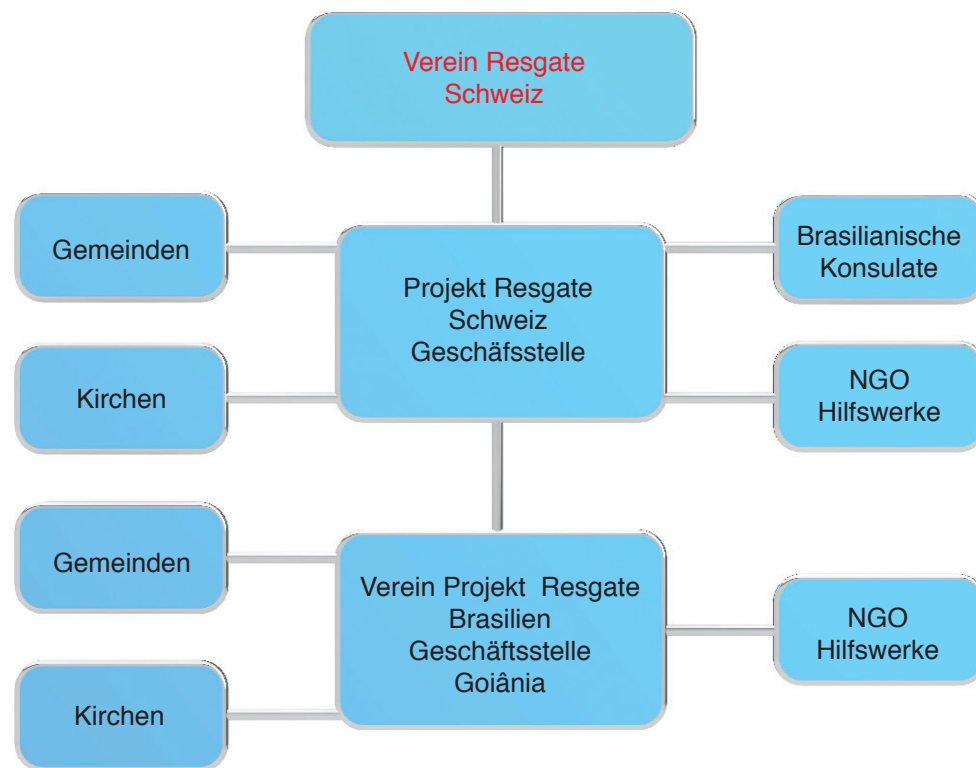 Verein Resgate
Schweiz
Gemeinden
Projekt Resgate
Schweiz
Geschäfsstelle
Brasilianische
Konsulate
Kirchen
NGO
Hilfswerke
Gemeinden
Verein Projekt Resgate
Brasilien
Geschäftsstelle
Goiânia
NGO
Hilfswerke
Kirchen